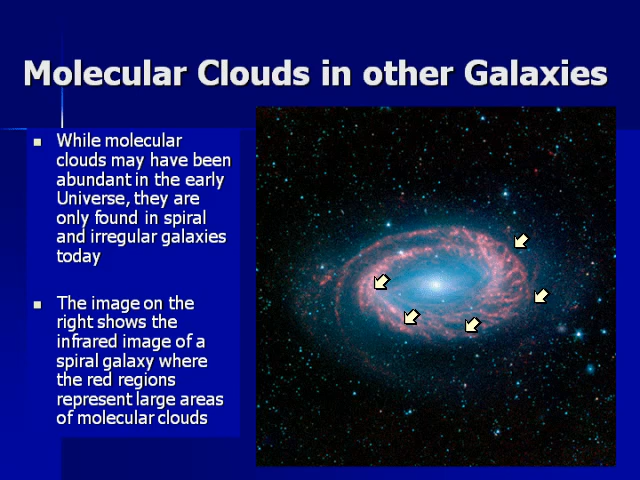 Molecular Clouds in other Galaxies
While molecular
clouds may have been
abundant in the early
Universe, they are
only found in spiral
and irregular galaxies
today
The image on the
right shows the
infrared image of a
spiral galaxy where
the red regions
represent large areas
of molecular clouds